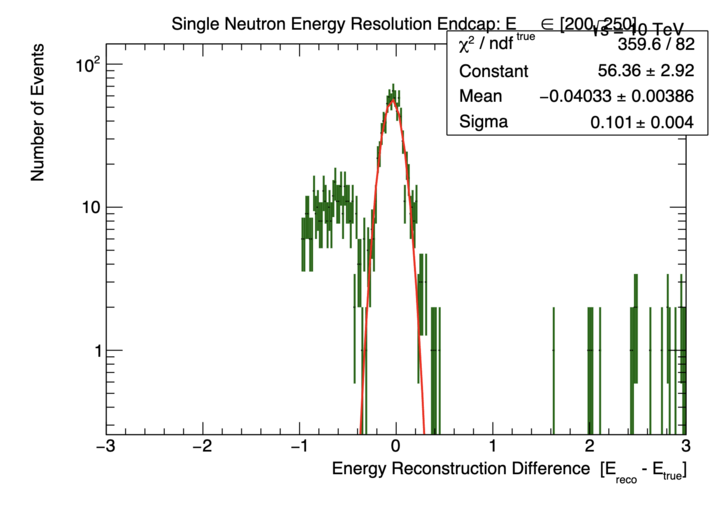 Single Neutron Energy Resolution Endcap: E_true ∈ [200, 250]
√s = 10 TeV
χ² / ndf 359.6 / 82
Constant 56.36 ± 2.92
Mean −0.04033 ± 0.00386
Sigma 0.101 ± 0.004
Number of Events
10²
10
1
−3 −2 −1 0 1 2 3
Energy Reconstruction Difference [E_reco - E_true]